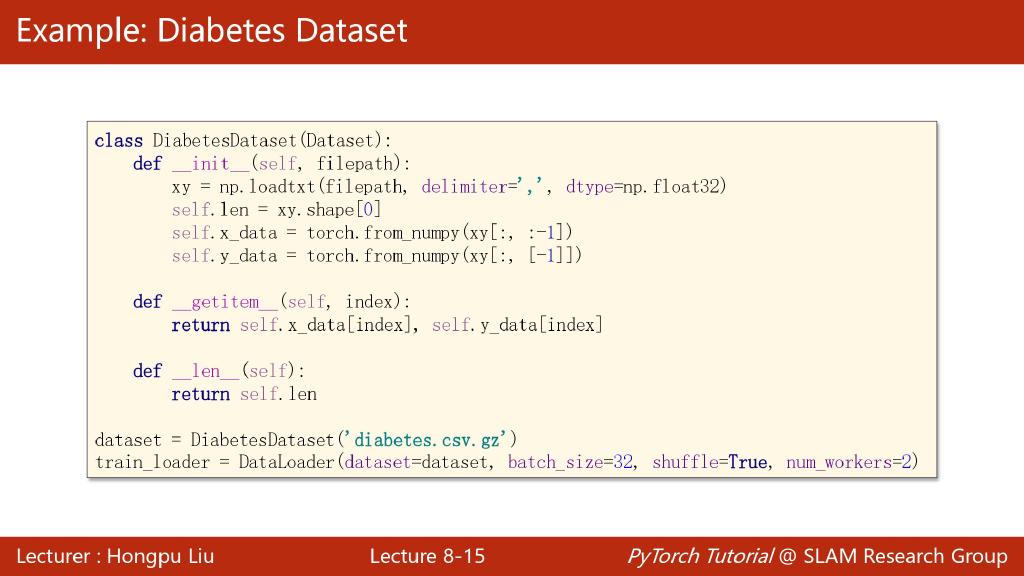 Example: Diabetes Dataset
class DiabetesDataset(Dataset):
    def __init__(self, filepath):
        xy = np.loadtxt(filepath, delimiter=',', dtype=np.float32)
        self.len = xy.shape[0]
        self.x_data = torch.from_numpy(xy[:, :-1])
        self.y_data = torch.from_numpy(xy[:, [-1]])
    def __getitem__(self, index):
        return self.x_data[index], self.y_data[index]
    def __len__(self):
        return self.len
dataset = DiabetesDataset('diabetes.csv.gz')
train_loader = DataLoader(dataset=dataset, batch_size=32, shuffle=True, num_workers=2)
Lecturer : Hongpu Liu Lecture 8-15 PyTorch Tutorial @ SLAM Research Group